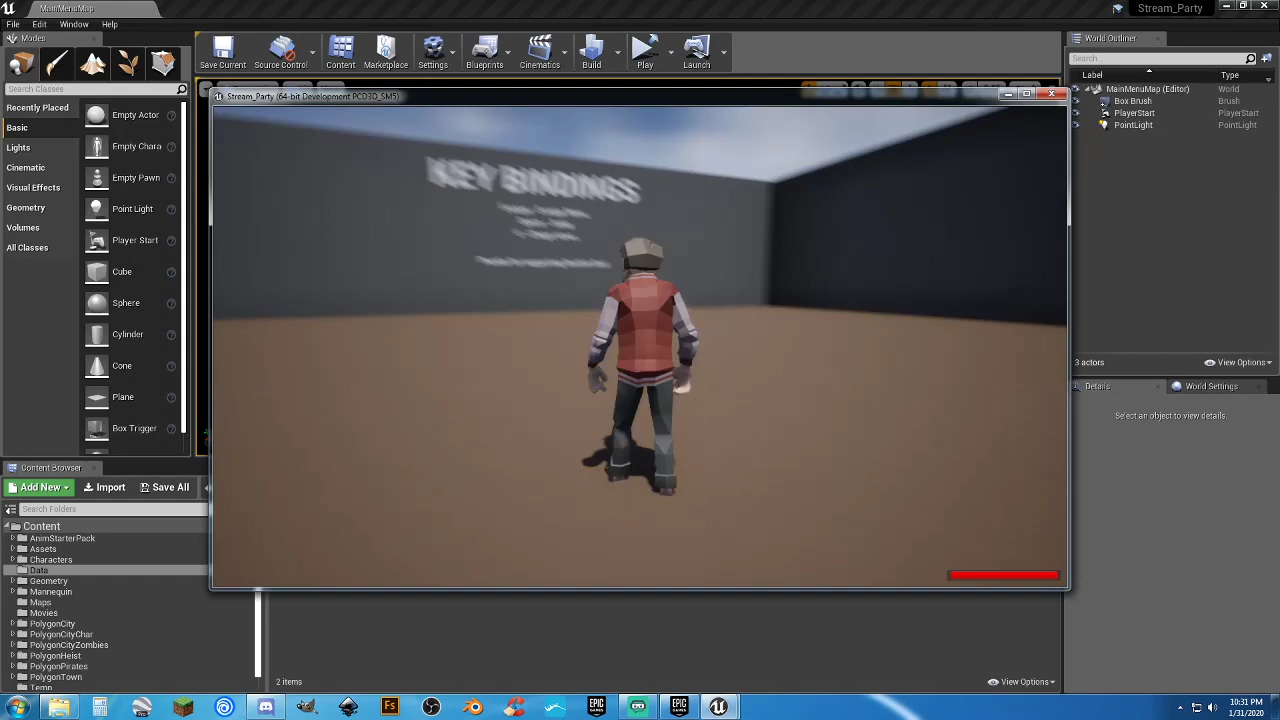 MainMenuMap
Stream_Party
File Edit Window Help
Modes
World Outliner
Save Current
Source Control
Content
Marketplace
Settings
Blueprints
Cinematics
Build
Play
Launch
Search...
Search Classes
Label
Type
Recently Placed
Basic
Lights
Cinematic
Visual Effects
Geometry
Volumes
All Classes
Empty Actor
Empty Chara
Empty Pawn
Point Light
Player Start
Cube
Sphere
Cylinder
Cone
Plane
Box Trigger
Stream_Party (64-bit Development PCD3D_SM5)
KEY BINDINGS
MainMenuMap (Editor) World
Box Brush Brush
PlayerStart PlayerStart
PointLight PointLight
3 actors
View Options
Details
World Settings
Select an object to view details.
Content Browser
Add New
Import
Save All
Search Folders
Content
AnimStarterPack
Assets
Characters
Data
Geometry
Mannequin
Maps
Movies
PolygonCity
PolygonCityChar
PolygonCityZombies
PolygonHeist
PolygonPirates
PolygonTown
Temp
2 items
View Options
Pro
Fs
EPIC GAMES
EPIC GAMES
10:31 PM
1/31/2020